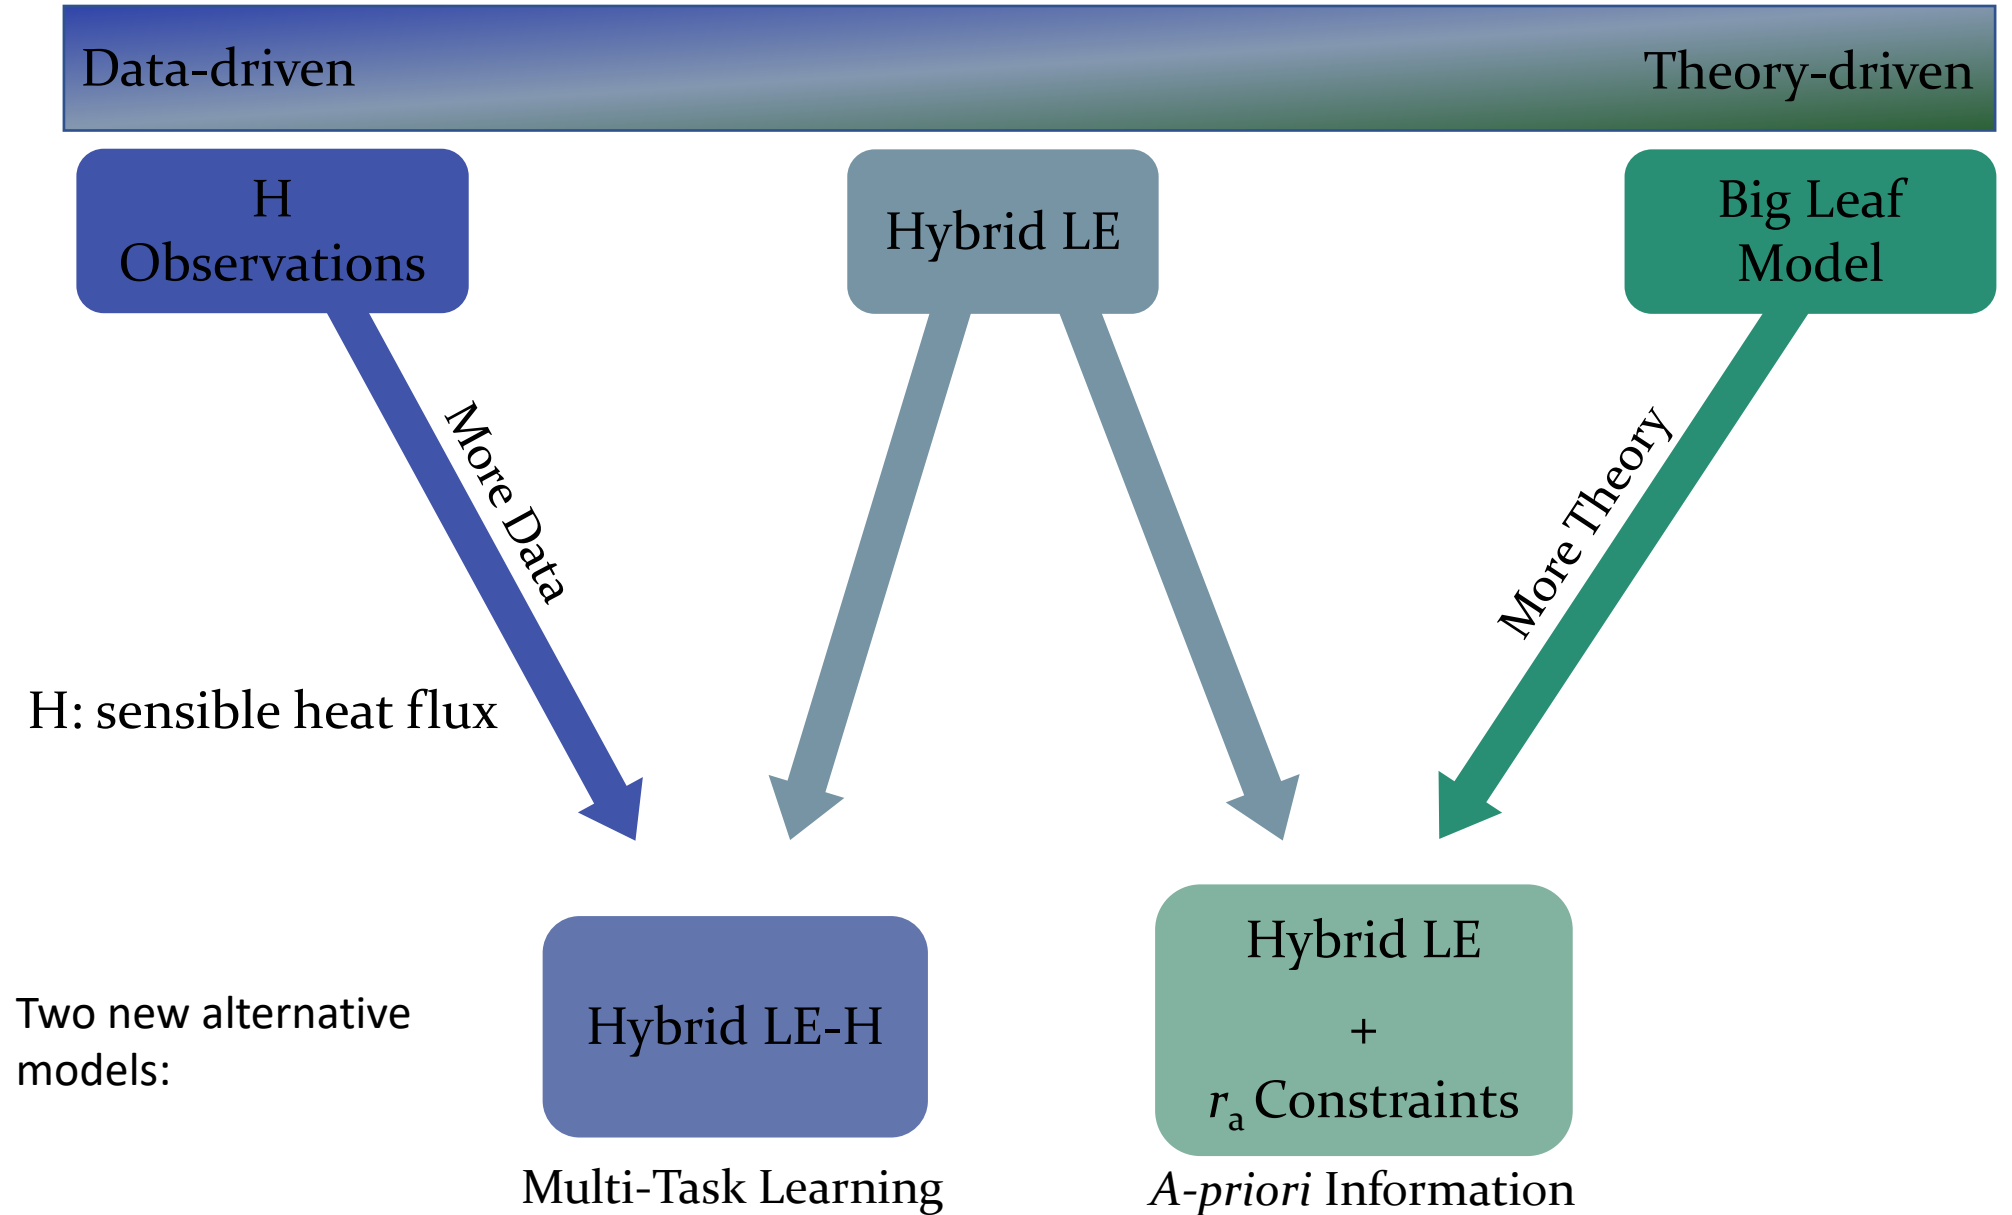 Data-driven
Theory-driven
H
Observations
Hybrid LE
Big Leaf
Model
More Data
More Theory
H: sensible heat flux
Two new alternative
models:
Hybrid LE-H
Hybrid LE
+
rₐ Constraints
Multi-Task Learning
A-priori Information